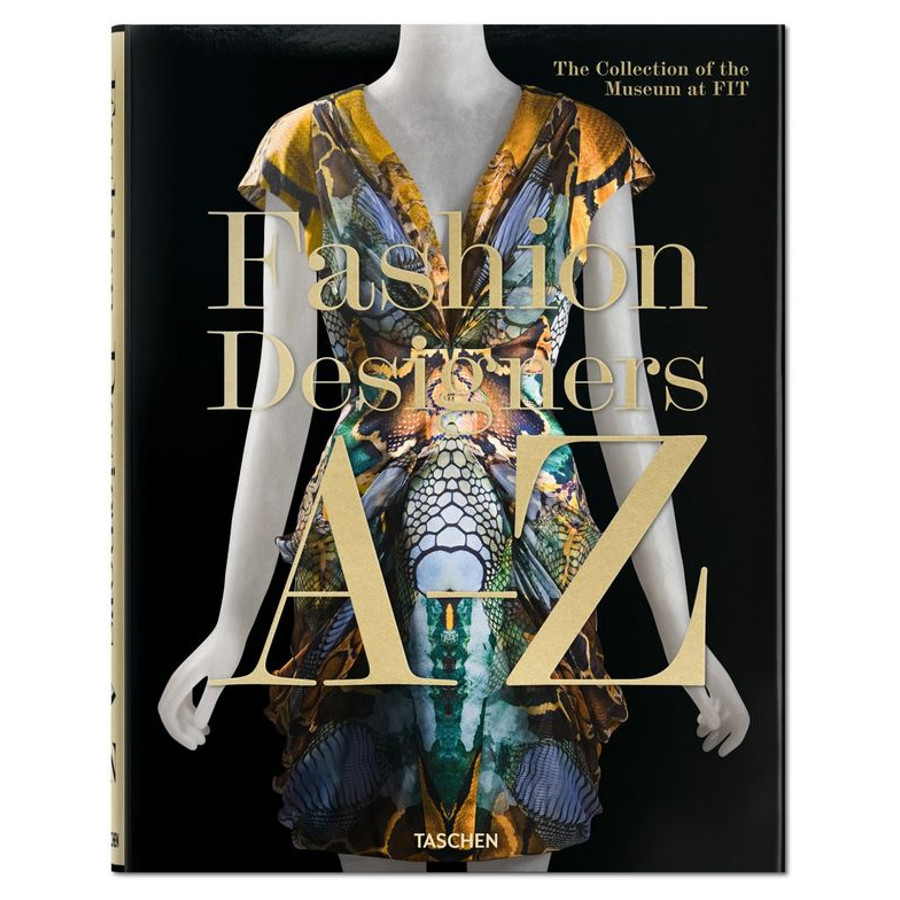 The Collection of the
Museum at FIT
Fashion
Designers
A-Z
TASCHEN